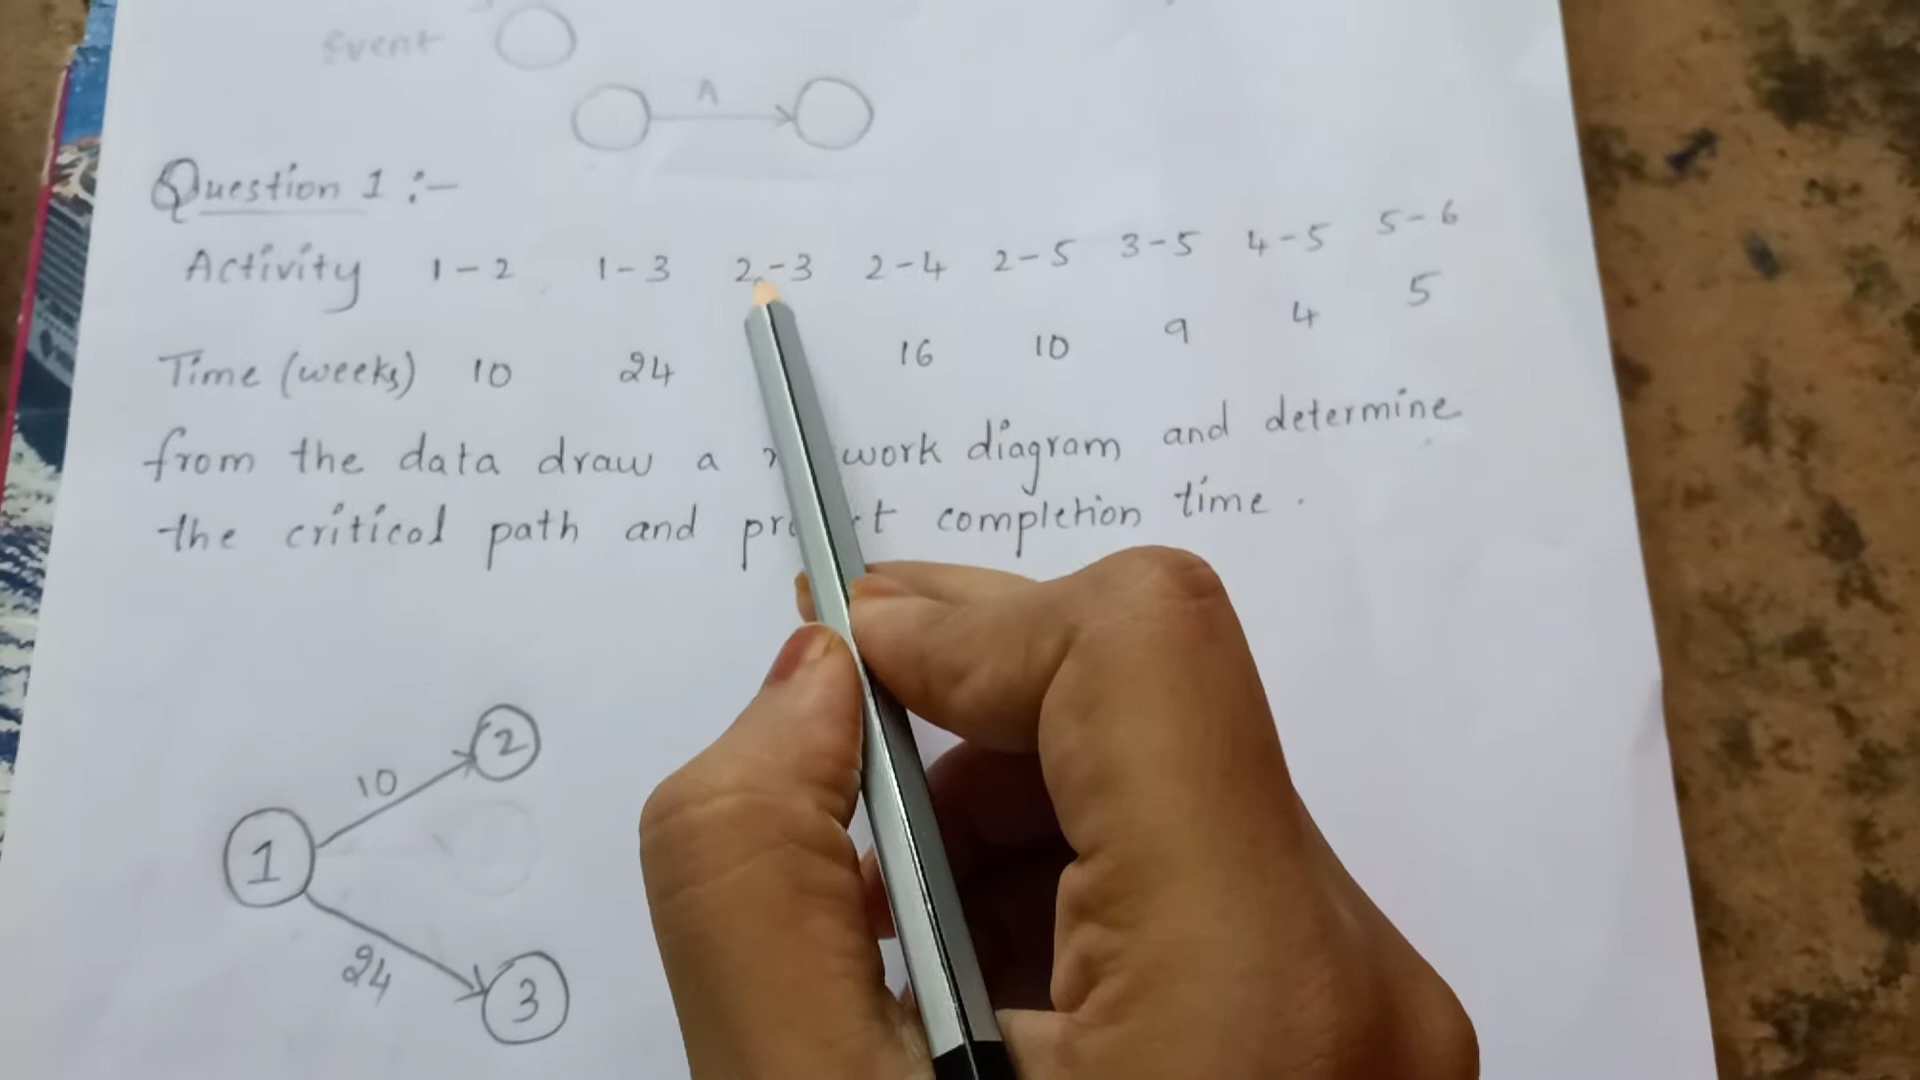 Event
A
Question 1 :-
Activity 1-2 1-3 2-3 2-4 2-5 3-5 4-5 5-6
Time (weeks) 10 24 16 10 9 4 5
from the data draw a work diagram and determine
the critical path and completion time .
10
2
1
24
3